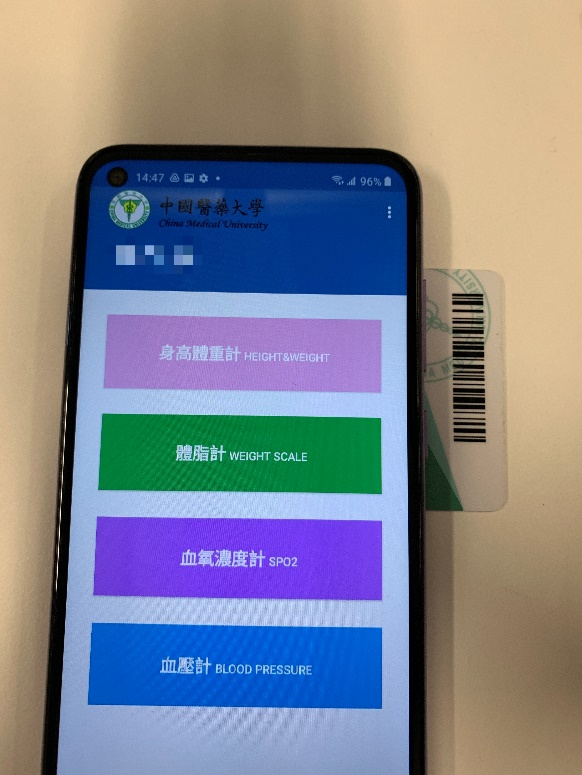 14:47
96%
中國醫藥大學
China Medical University
身高體重計 HEIGHT&WEIGHT
體脂計 WEIGHT SCALE
血氧濃度計 SPO2
血壓計 BLOOD PRESSURE